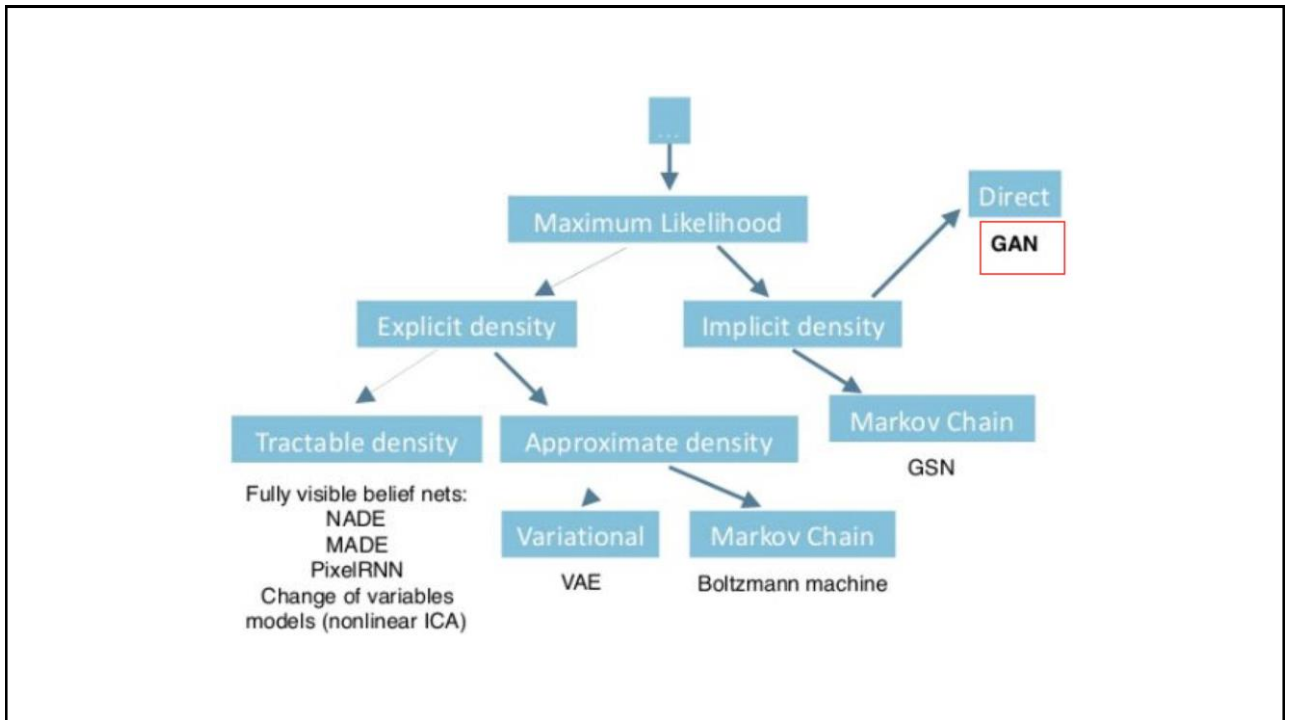 ...
Maximum Likelihood
Direct
GAN
Explicit density
Implicit density
Tractable density
Approximate density
Markov Chain
GSN
Fully visible belief nets:
NADE
MADE
PixelRNN
Change of variables
models (nonlinear ICA)
Variational
VAE
Markov Chain
Boltzmann machine